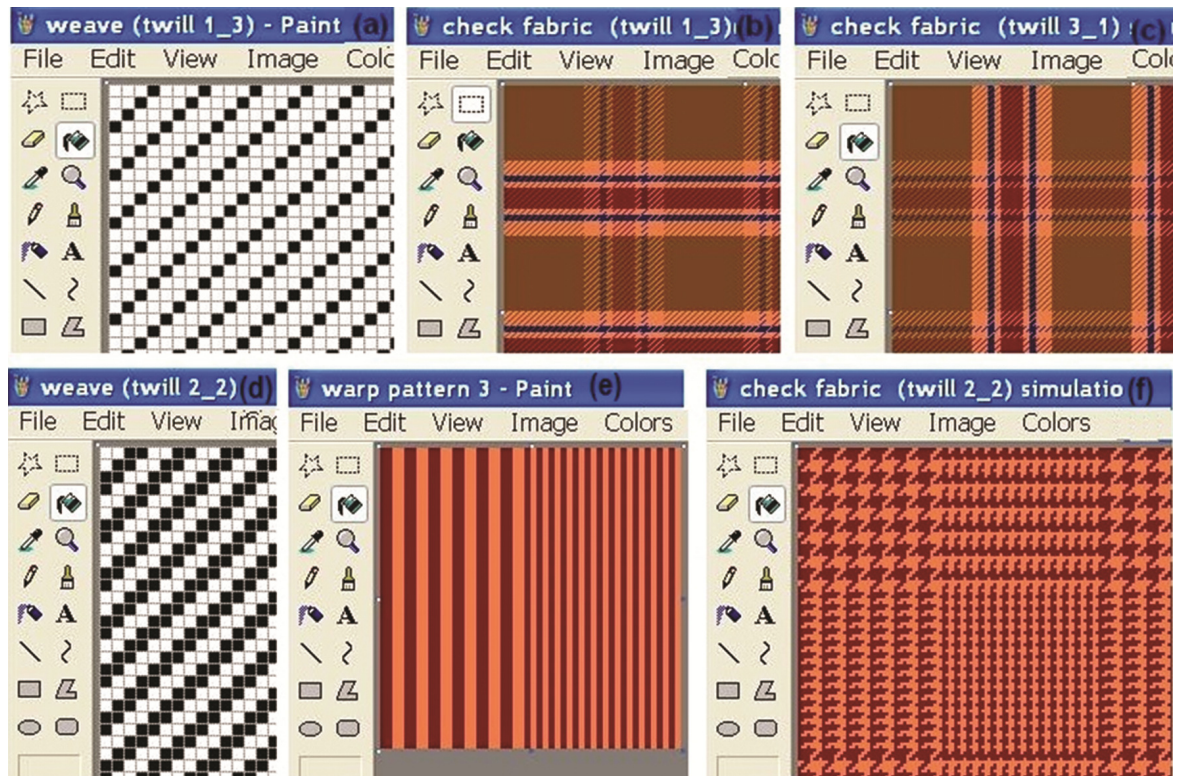 weave (twill 1_3) - Paint (a)
File Edit View Image
check fabric (twill 1_3) (b)
File Edit View Image
check fabric (twill 3_1) (c)
File Edit View Image
A
A
A
weave (twill 2_2) (d)
File Edit View
warp pattern 3 - Paint (e)
File Edit View Image Colors
check fabric (twill 2_2) simulatio (f)
File Edit View Image Colors
A
A
A